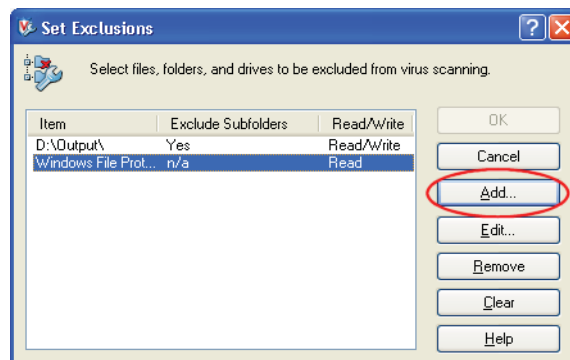 Set Exclusions
Select files, folders, and drives to be excluded from virus scanning.
Item Exclude Subfolders Read/Write
D:\Output\ Yes Read/Write
Windows File Prot... n/a Read
OK
Cancel
Add...
Edit...
Remove
Clear
Help